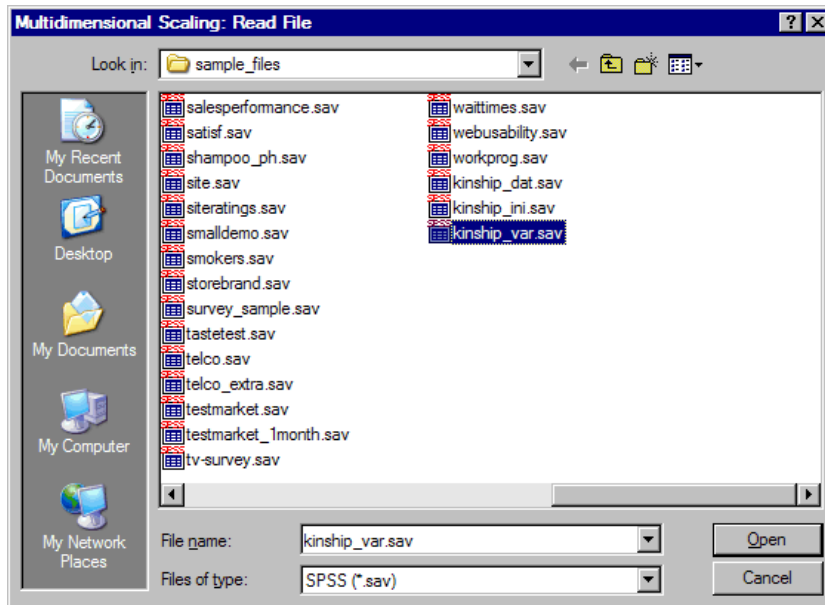 Multidimensional Scaling: Read File
Look in:
sample_files
My Recent
Documents
Desktop
My Documents
My Computer
My Network
Places
salesperformance.sav
satisf.sav
shampoo_ph.sav
site.sav
siteratings.sav
smalldemo.sav
smokers.sav
storebrand.sav
survey_sample.sav
tastetest.sav
telco.sav
telco_extra.sav
testmarket.sav
testmarket_1month.sav
tv-survey.sav
waittimes.sav
webusability.sav
workprog.sav
kinship_dat.sav
kinship_ini.sav
kinship_var.sav
File name:
kinship_var.sav
Open
Files of type:
SPSS (*.sav)
Cancel